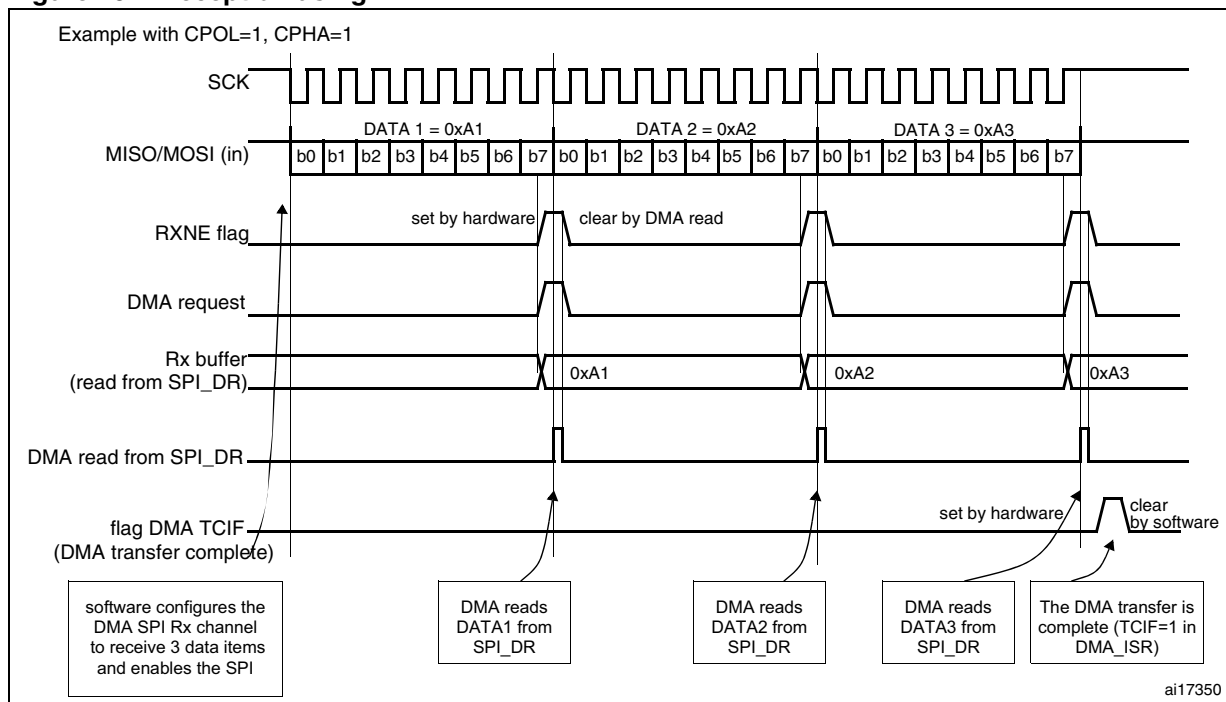 Example with CPOL=1, CPHA=1
SCK
DATA 1 = 0xA1
DATA 2 = 0xA2
DATA 3 = 0xA3
MISO/MOSI (in)
b0 b1 b2 b3 b4 b5 b6 b7 b0 b1 b2 b3 b4 b5 b6 b7 b0 b1 b2 b3 b4 b5 b6 b7
set by hardware
clear by DMA read
RXNE flag
DMA request
Rx buffer
(read from SPI_DR)
0xA1
0xA2
0xA3
DMA read from SPI_DR
flag DMA TCIF
(DMA transfer complete)
set by hardware
clear
by software
software configures the
DMA SPI Rx channel
to receive 3 data items
and enables the SPI
DMA reads
DATA1 from
SPI_DR
DMA reads
DATA2 from
SPI_DR
DMA reads
DATA3 from
SPI_DR
The DMA transfer is
complete (TCIF=1 in
DMA_ISR)
ai17350